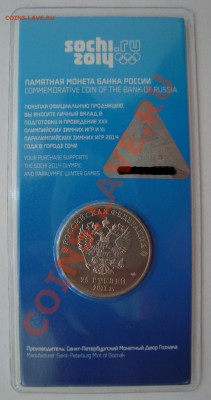 sochi.ru
2014
ПАМЯТНАЯ МОНЕТА БАНКА РОССИИ
COMMEMORATIVE COIN OF THE BANK OF RUSSIA
ПОКУПАЯ ОФИЦИАЛЬНУЮ ПРОДУКЦИЮ
ВЫ ВНОСИТЕ ЛИЧНЫЙ ВКЛАД В
ПОДГОТОВКУ И ПРОВЕДЕНИЕ XXII
ОЛИМПИЙСКИХ ЗИМНИХ ИГР И XI
ПАРАЛИМПИЙСКИХ ЗИМНИХ ИГР 2014
ГОДА В ГОРОДЕ СОЧИ
YOUR PURCHASE SUPPORTS
THE SOCHI 2014 OLYMPIC
AND PARALYMPIC WINTER GAMES
РОССИЙСКАЯ ФЕДЕРАЦИЯ
25 РУБЛЕЙ
2011 г.
Производитель: Санкт-Петербургский Монетный Двор Гознака
Manufacturer: Saint-Petersburg Mint of Goznak